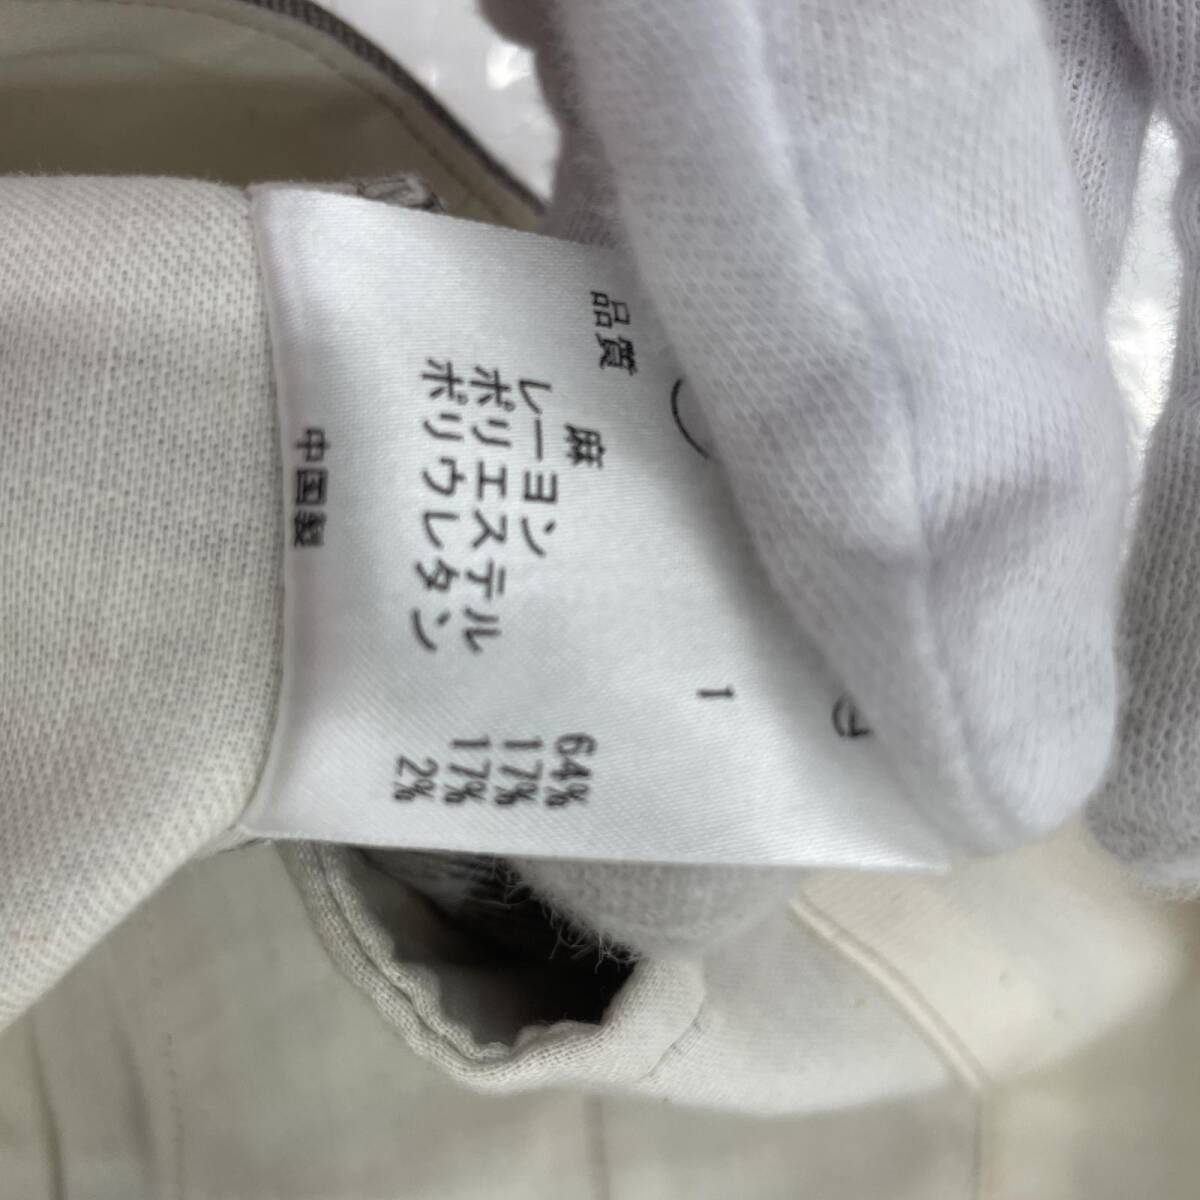 1
品質
麻 64%
レーヨン 17%
ポリエステル 17%
ポリウレタン 2%
中国製